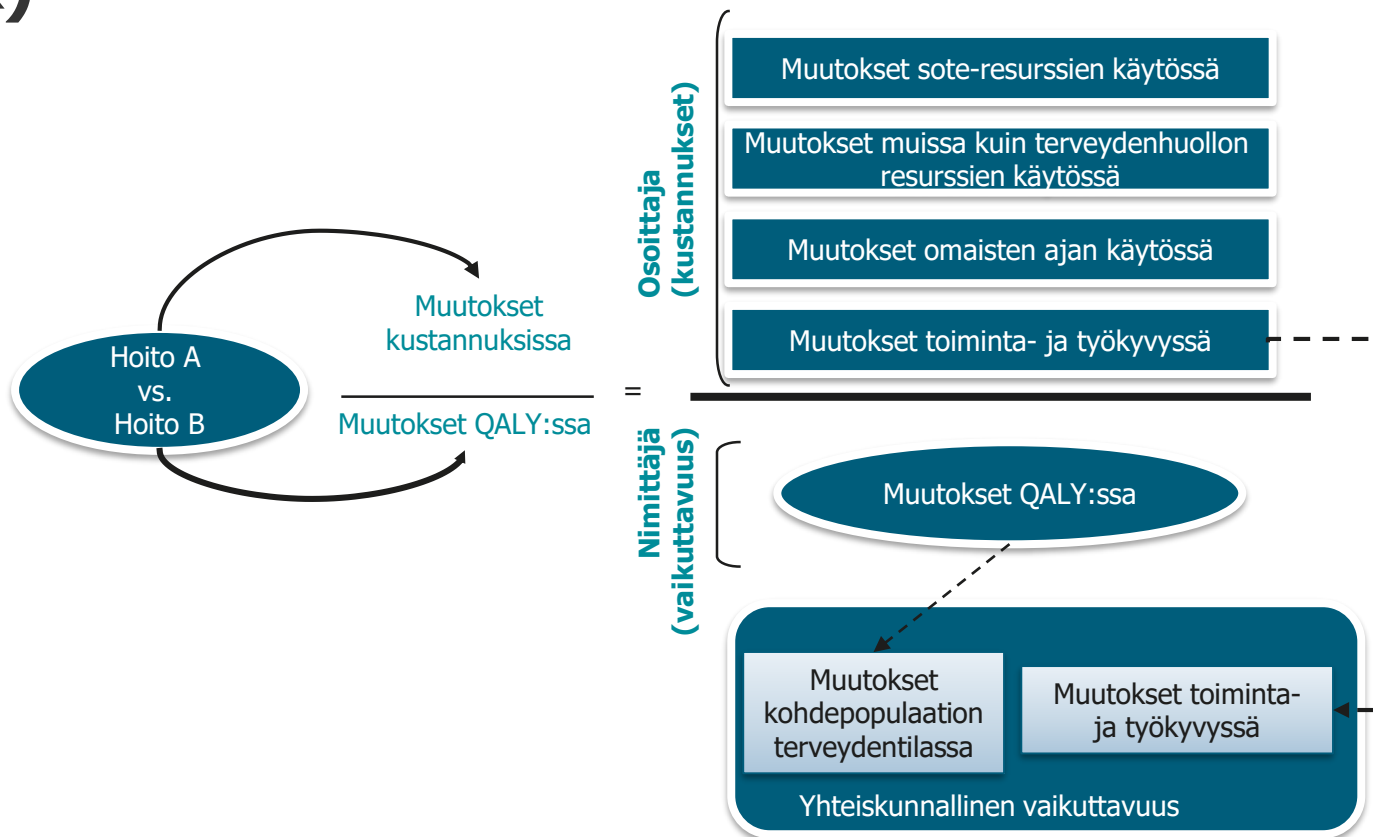 )
Hoito A
vs.
Hoito B
Muutokset
kustannuksissa
Muutokset QALY:ssa
=
Osoittaja
(kustannukset)
Muutokset sote-resurssien käytössä
Muutokset muissa kuin terveydenhuollon
resurssien käytössä
Muutokset omaisten ajan käytössä
Muutokset toiminta- ja työkyvyssä
Nimittäjä
(vaikuttavuus)
Muutokset QALY:ssa
Muutokset
kohdepopulaation
terveydentilassa
Muutokset toiminta-
ja työkyvyssä
Yhteiskunnallinen vaikuttavuus